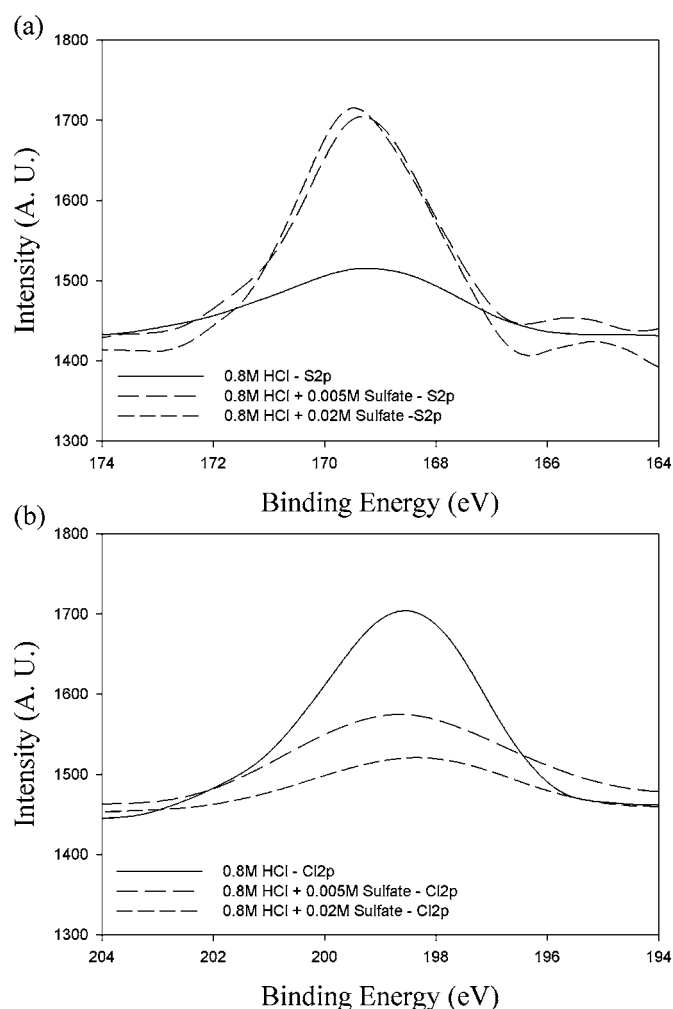 (a)
1800
1700
1600
1500
1400
1300
Intensity (A. U.)
0.8M HCl - S2p
0.8M HCl + 0.005M Sulfate - S2p
0.8M HCl + 0.02M Sulfate -S2p
174 172 170 168 166 164
Binding Energy (eV)
(b)
1800
1700
1600
1500
1400
1300
Intensity (A. U.)
0.8M HCl - Cl2p
0.8M HCl + 0.005M Sulfate - Cl2p
0.8M HCl + 0.02M Sulfate - Cl2p
204 202 200 198 196 194
Binding Energy (eV)